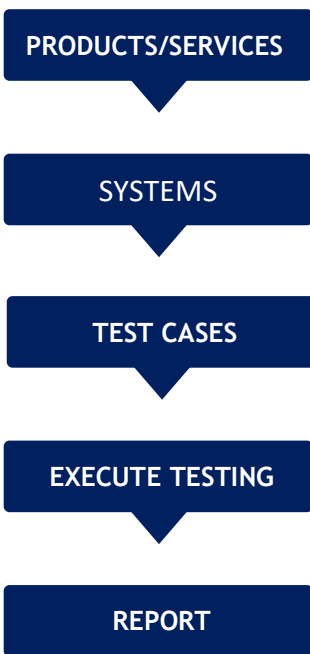 PRODUCTS/SERVICES
SYSTEMS
TEST CASES
EXECUTE TESTING
REPORT